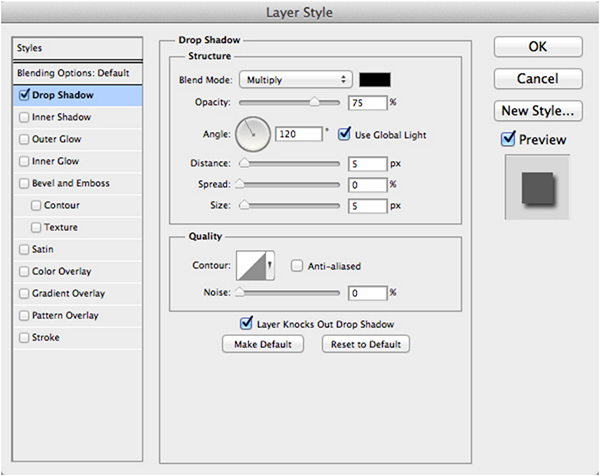 Layer Style
Styles
Blending Options: Default
Drop Shadow
Inner Shadow
Outer Glow
Inner Glow
Bevel and Emboss
Contour
Texture
Satin
Color Overlay
Gradient Overlay
Pattern Overlay
Stroke
Drop Shadow
Structure
Blend Mode: Multiply
Opacity: 75 %
Angle: 120 ° Use Global Light
Distance: 5 px
Spread: 0 %
Size: 5 px
Quality
Contour: Anti-aliased
Noise: 0 %
Layer Knocks Out Drop Shadow
Make Default Reset to Default
OK
Cancel
New Style...
Preview